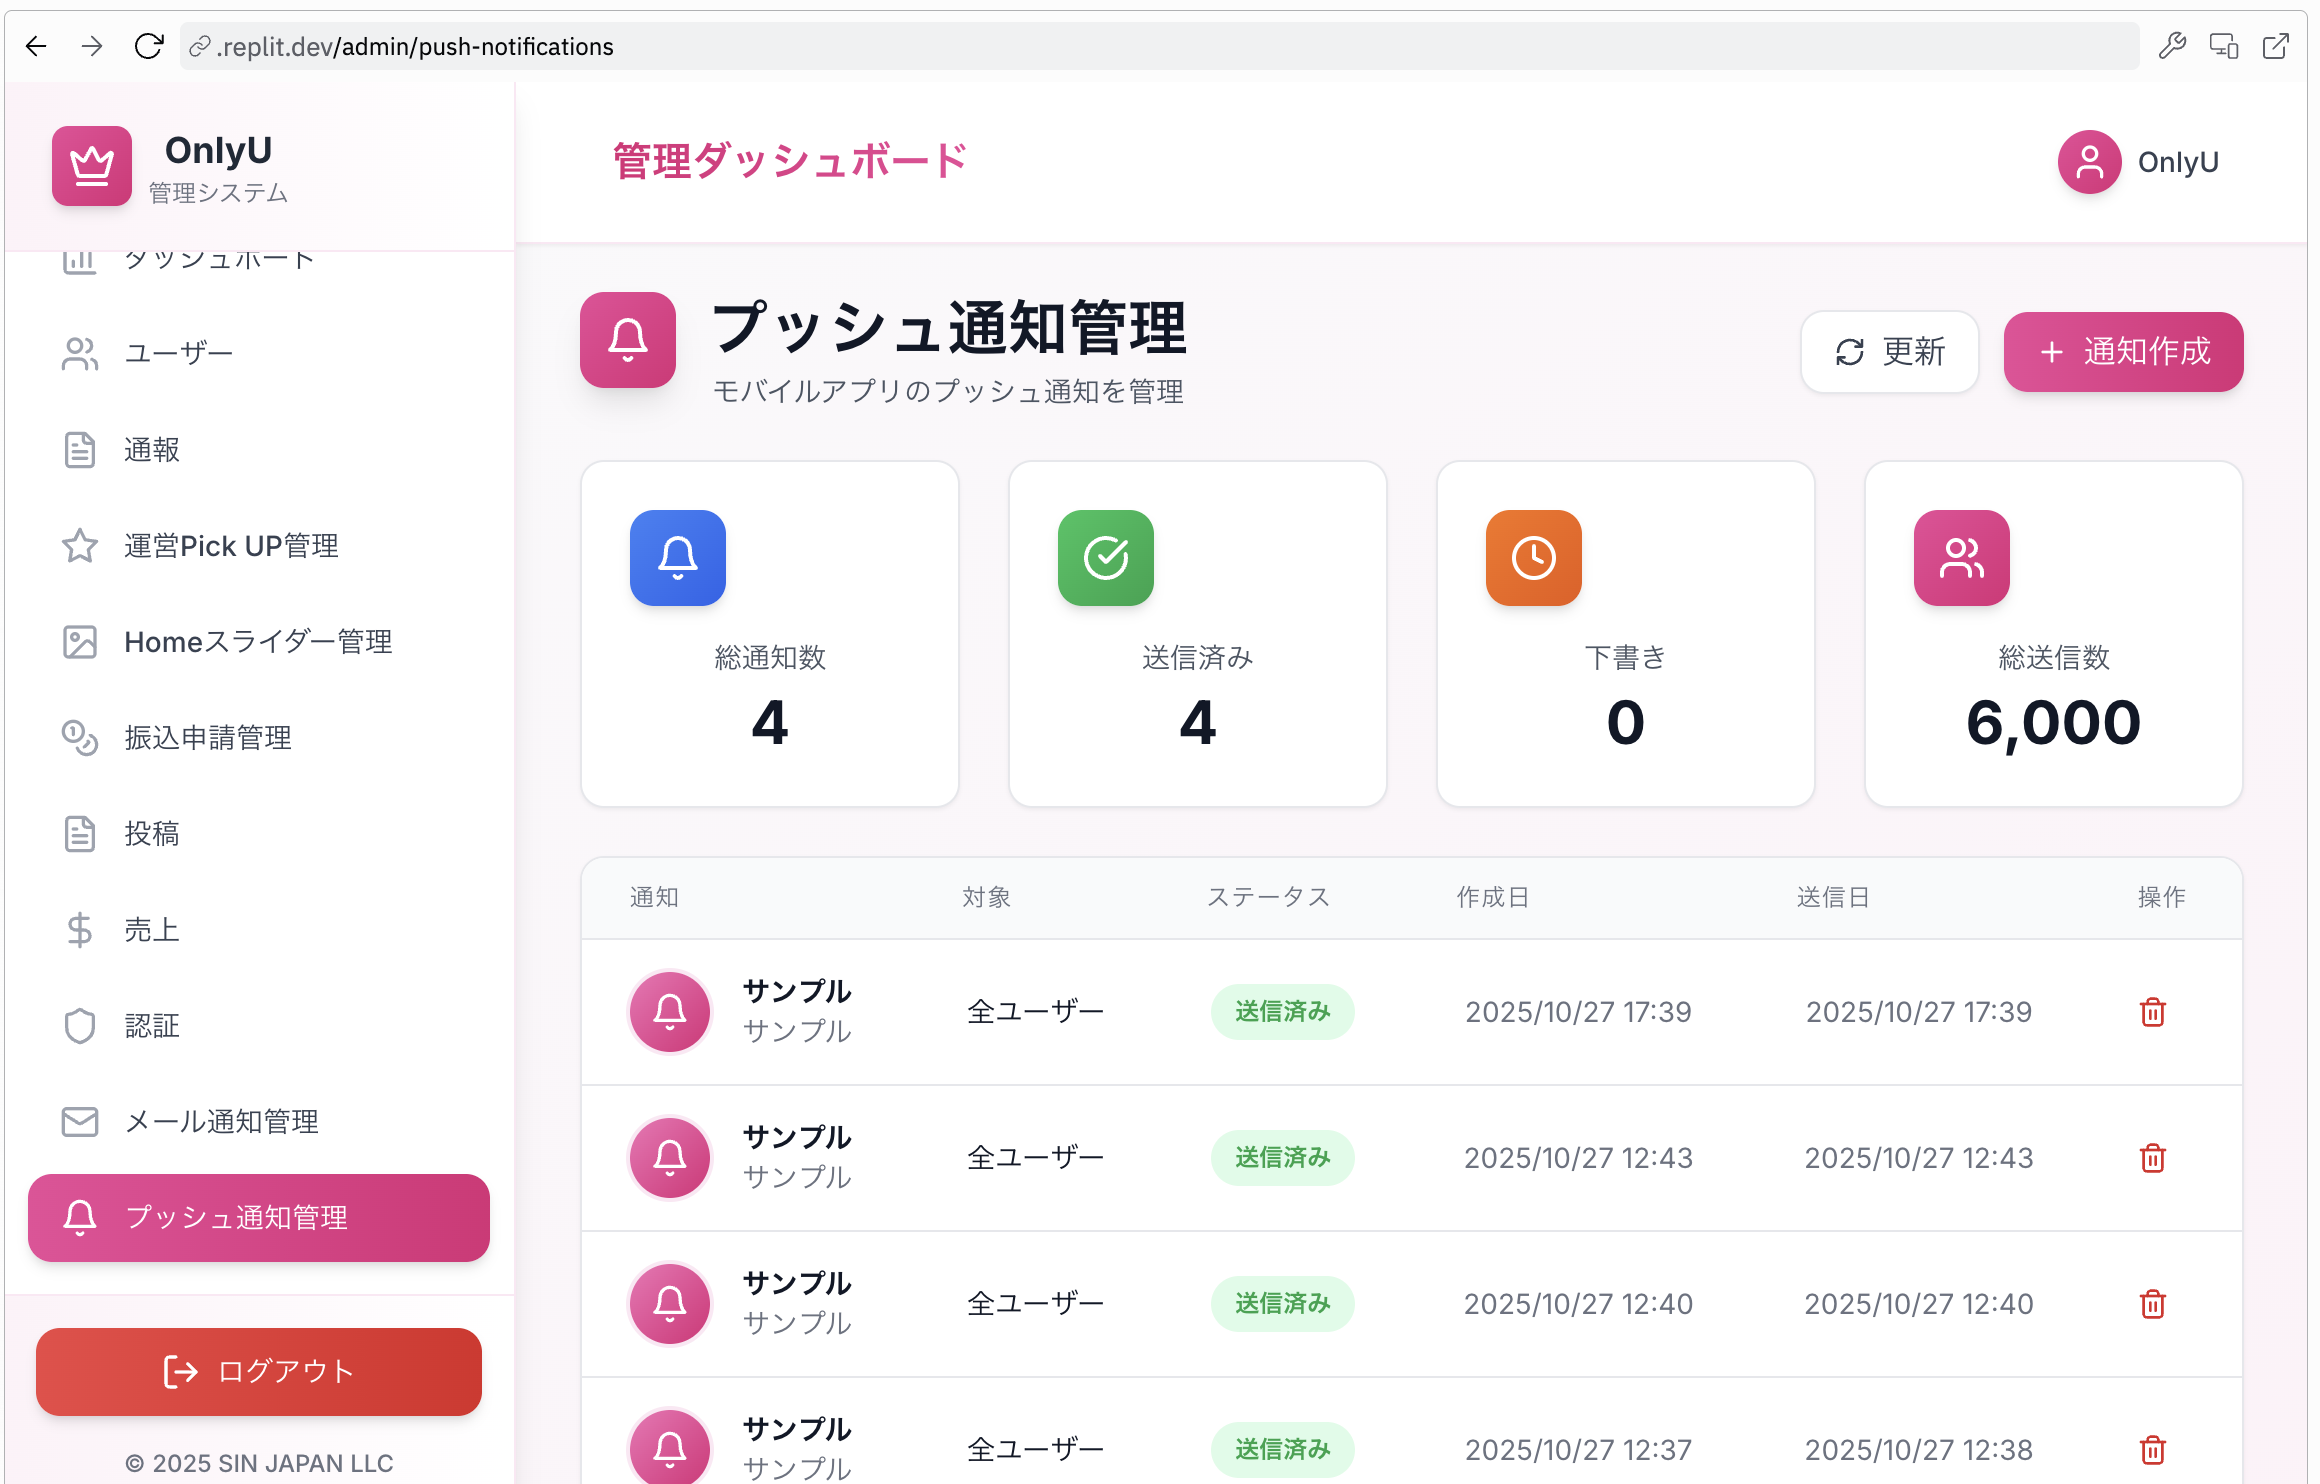 .replit.dev/admin/push-notifications
OnlyU
管理システム
ダッシュボード
ユーザー
通報
運営Pick UP管理
Homeスライダー管理
振込申請管理
投稿
売上
認証
メール通知管理
プッシュ通知管理
ログアウト
© 2025 SIN JAPAN LLC
管理ダッシュボード
OnlyU
プッシュ通知管理
モバイルアプリのプッシュ通知を管理
更新
通知作成
総通知数
4
送信済み
4
下書き
0
総送信数
6,000
通知 対象 ステータス 作成日 送信日 操作
サンプル
サンプル
全ユーザー 送信済み 2025/10/27 17:39 2025/10/27 17:39
サンプル
サンプル
全ユーザー 送信済み 2025/10/27 12:43 2025/10/27 12:43
サンプル
サンプル
全ユーザー 送信済み 2025/10/27 12:40 2025/10/27 12:40
サンプル
サンプル
全ユーザー 送信済み 2025/10/27 12:37 2025/10/27 12:38